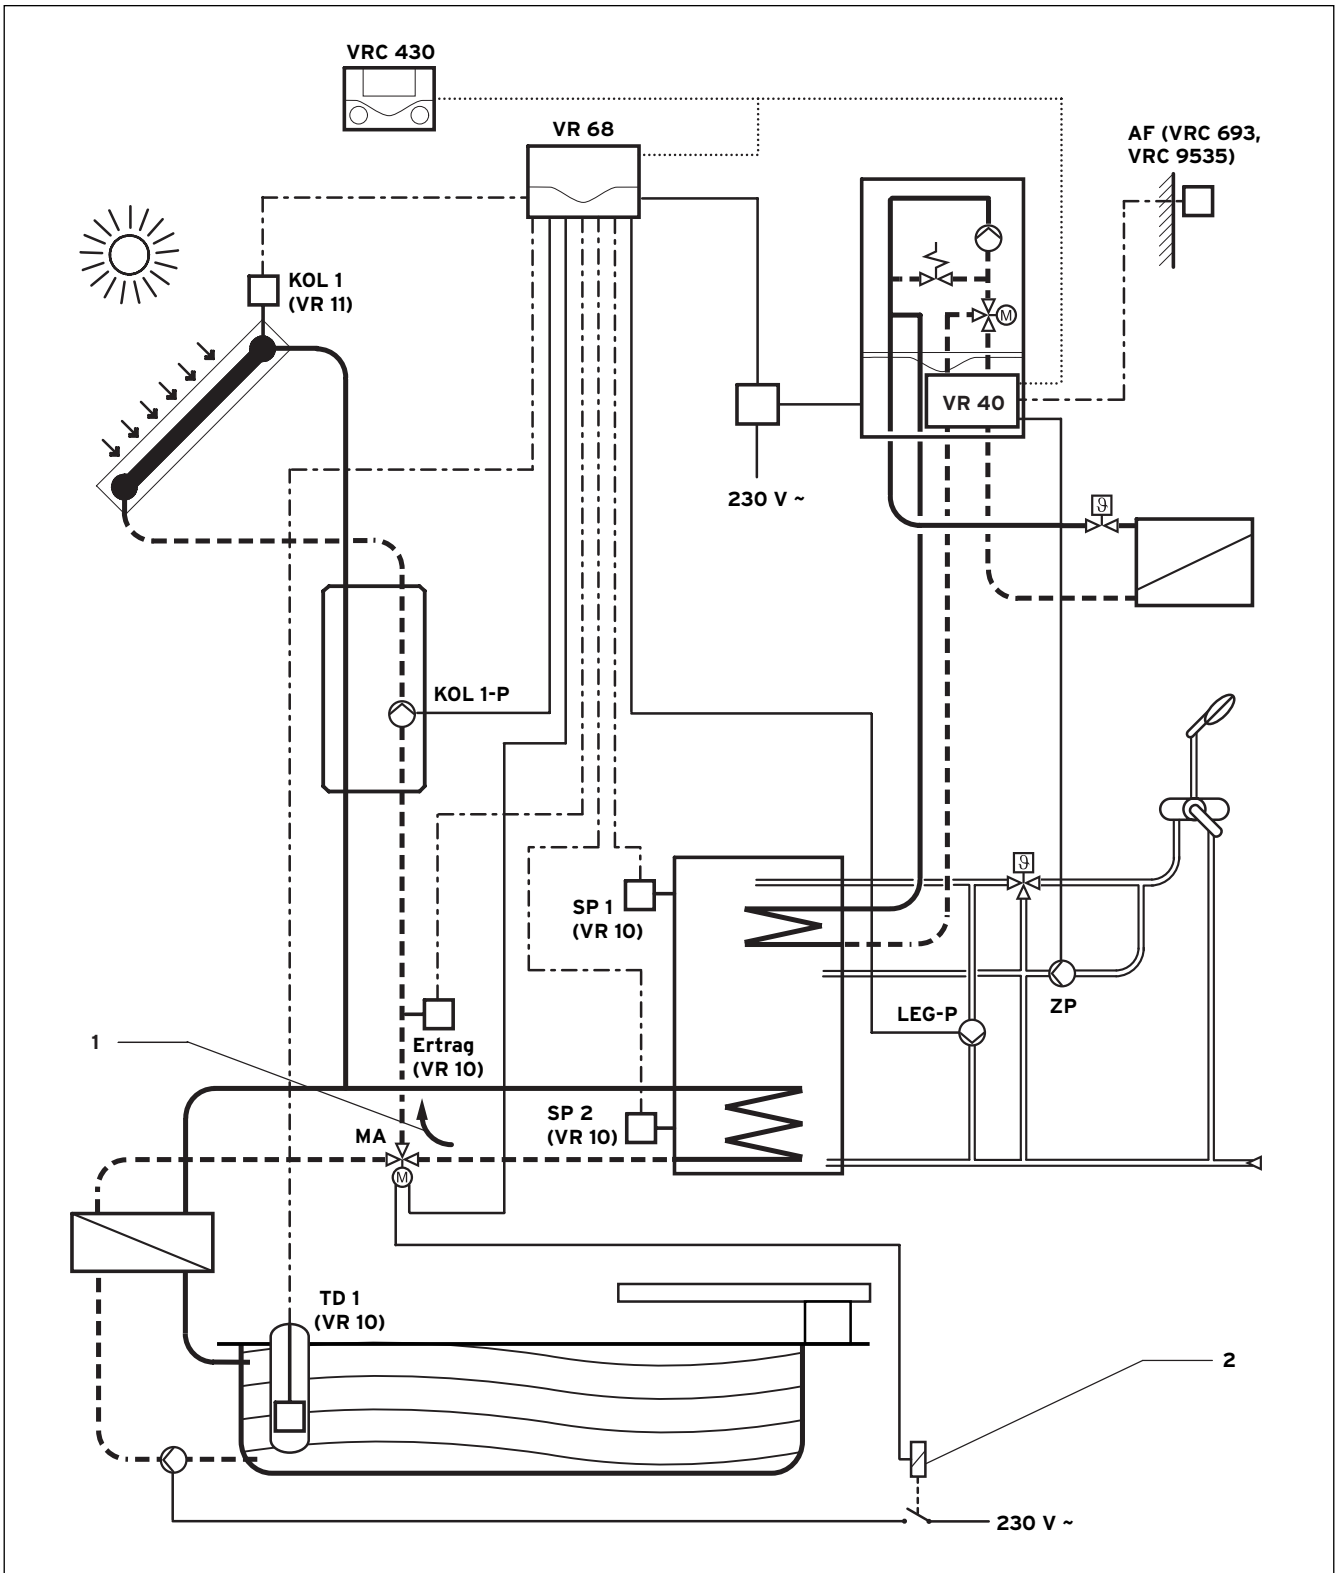 VRC 430
VR 68
AF (VRC 693,
VRC 9535)
KOL 1
(VR 11)
M
VR 40
230 V ~
ϑ
KOL 1-P
ϑ
SP 1
(VR 10)
LEG-P
ZP
1
Ertrag
(VR 10)
SP 2
(VR 10)
MA
M
TD 1
(VR 10)
2
230 V ~